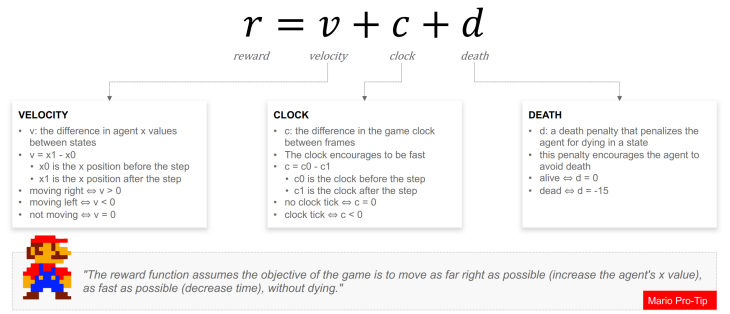 r = v + c + d
reward velocity clock death
VELOCITY
• v: the difference in agent x values
between states
• v = x1 - x0
• x0 is the x position before the step
• x1 is the x position after the step
• moving right ⇔ v > 0
• moving left ⇔ v < 0
• not moving ⇔ v = 0
CLOCK
• c: the difference in the game clock
between frames
• The clock encourages to be fast
• c = c0 - c1
• c0 is the clock before the step
• c1 is the clock after the step
• no clock tick ⇔ c = 0
• clock tick ⇔ c < 0
DEATH
• d: a death penalty that penalizes the
agent for dying in a state
• this penalty encourages the agent to
avoid death
• alive ⇔ d = 0
• dead ⇔ d = -15
"The reward function assumes the objective of the game is to move as far right as possible (increase the agent's x value),
as fast as possible (decrease time), without dying."
Mario Pro-Tip